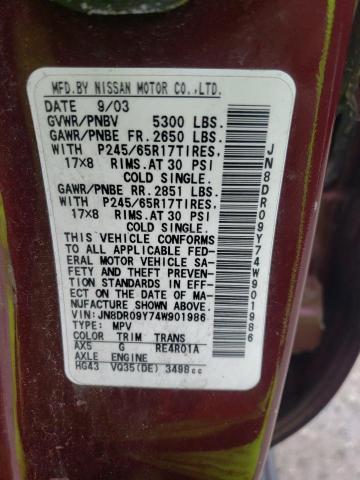 MFD.BY NISSAN MOTOR CO.,LTD.
DATE 9/03
GVWR/PNBV 5300 LBS.
GAWR/PNBE FR. 2650 LBS.
WITH P245/65R17TIRES,
17X8 RIMS.AT 30 PSI
COLD SINGLE.
GAWR/PNBE RR. 2851 LBS.
WITH P245/65R17TIRES,
17X8 RIMS.AT 30 PSI
COLD SINGLE.
THIS VEHICLE CONFORMS
TO ALL APPLICABLE FED-
ERAL MOTOR VEHICLE SA-
FETY AND THEFT PREVEN-
TION STANDARDS IN EFF-
ECT ON THE DATE OF MA-
NUFACTURE SHOWN ABOVE.
VIN:JN8DR09Y74W901986
TYPE: MPV
COLOR TRIM TRANS
AX5 G RE4R01A
AXLE ENGINE
HG43 VQ35(DE) 3498cc
JN8DR09Y74W901986